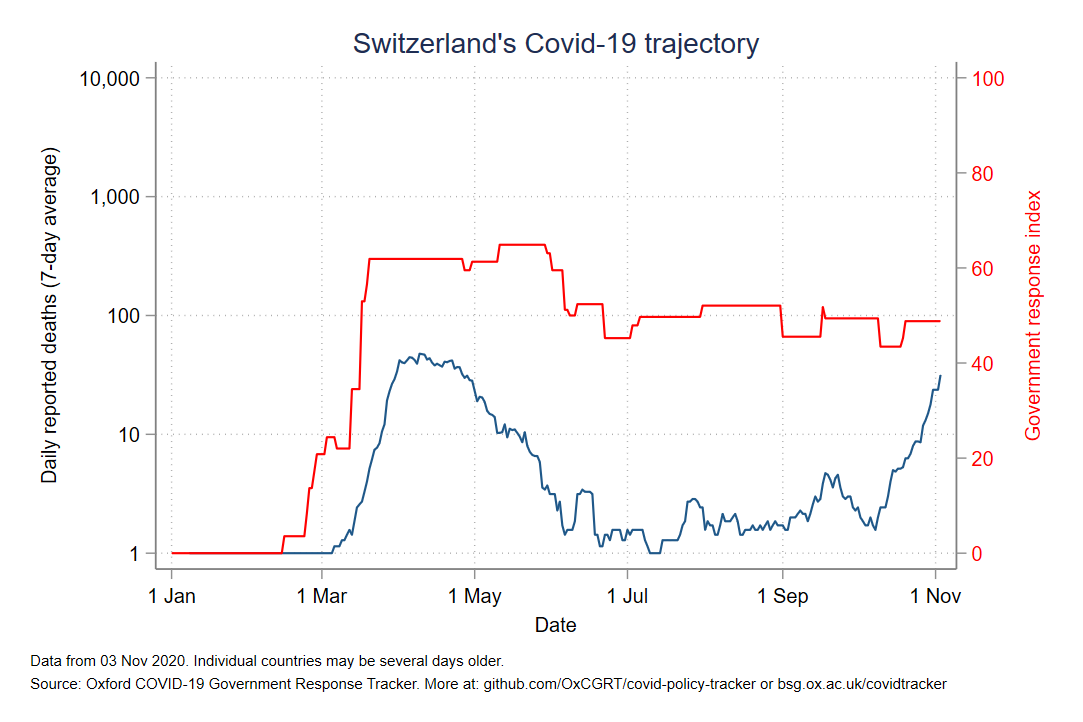 Switzerland's Covid-19 trajectory
Daily reported deaths (7-day average)
10,000
1,000
100
10
1
100
80
60
40
20
0
Government response index
1 Jan
1 Mar
1 May
1 Jul
1 Sep
1 Nov
Date
Data from 03 Nov 2020. Individual countries may be several days older.
Source: Oxford COVID-19 Government Response Tracker. More at: github.com/OxCGRT/covid-policy-tracker or bsg.ox.ac.uk/covidtracker